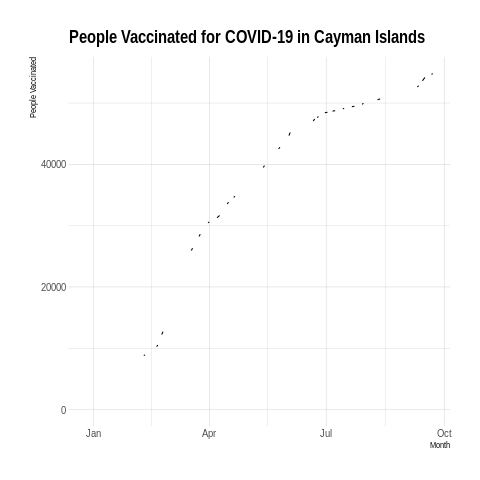 People Vaccinated for COVID-19 in Cayman Islands
People Vaccinated
40000
20000
0
Jan Apr Jul Oct
Month